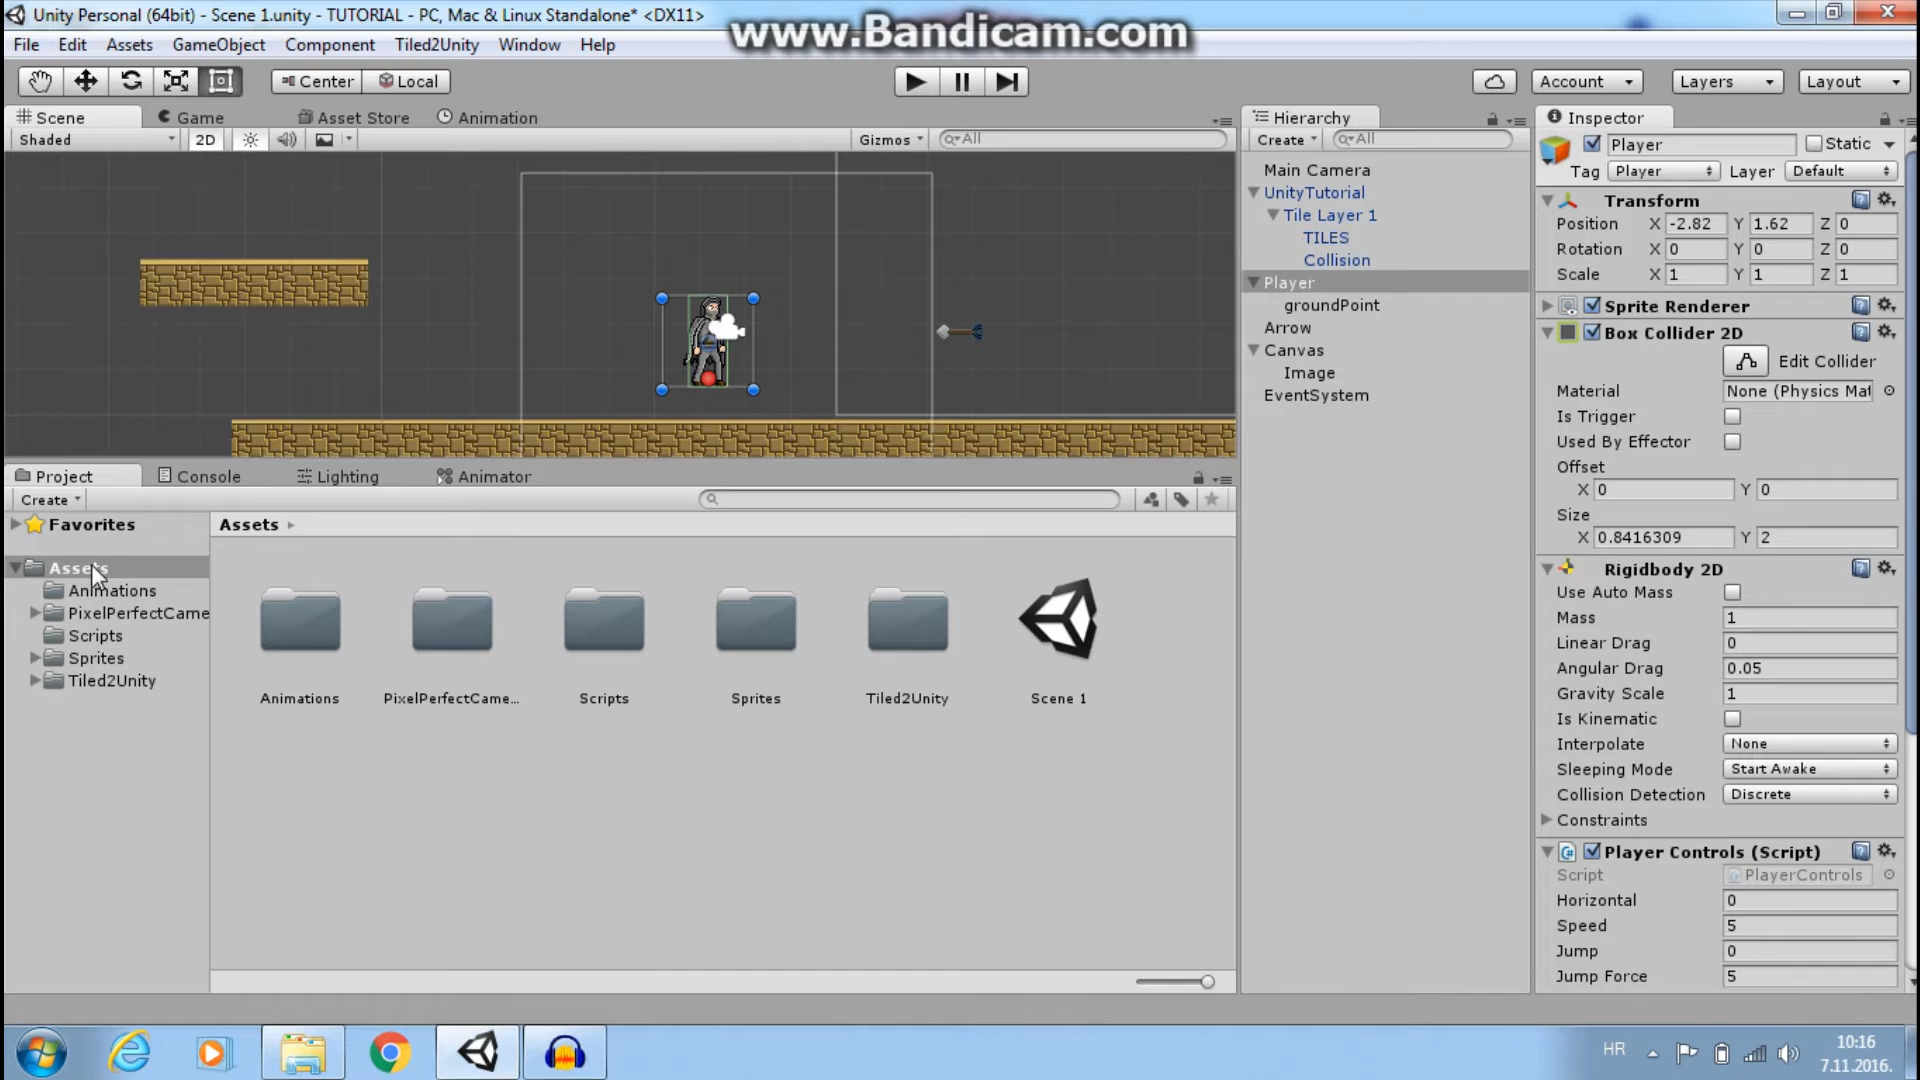 Unity Personal (64bit) - Scene 1.unity - TUTORIAL - PC, Mac & Linux Standalone* <DX11>
www.Bandicam.com
File Edit Assets GameObject Component Tiled2Unity Window Help
Center Local Account Layers Layout
Scene Game Asset Store Animation
Shaded 2D Gizmos All
Hierarchy
Create All
Main Camera
UnityTutorial
Tile Layer 1
TILES
Collision
Player
groundPoint
Arrow
Canvas
Image
EventSystem
Inspector
Player Static
Tag Player Layer Default
Transform
Position X -2.82 Y 1.62 Z 0
Rotation X 0 Y 0 Z 0
Scale X 1 Y 1 Z 1
Sprite Renderer
Box Collider 2D
Edit Collider
Material None (Physics Mat
Is Trigger
Used By Effector
Offset
X 0 Y 0
Size
X 0.8416309 Y 2
Rigidbody 2D
Use Auto Mass
Mass 1
Linear Drag 0
Angular Drag 0.05
Gravity Scale 1
Is Kinematic
Interpolate None
Sleeping Mode Start Awake
Collision Detection Discrete
Constraints
Player Controls (Script)
Script PlayerControls
Horizontal 0
Speed 5
Jump 0
Jump Force 5
Project Console Lighting Animator
Create
Favorites
Assets
Animations
PixelPerfectCame
Scripts
Sprites
Tiled2Unity
Assets
Animations PixelPerfectCame... Scripts Sprites Tiled2Unity Scene 1
HR
10:16
7.11.2016.